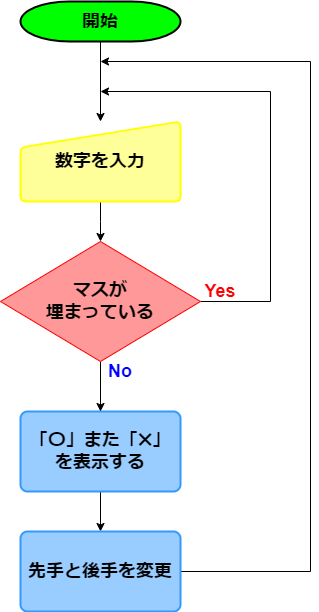 開始
数字を入力
マスが
埋まっている
Yes
No
「〇」また「×」
を表示する
先手と後手を変更